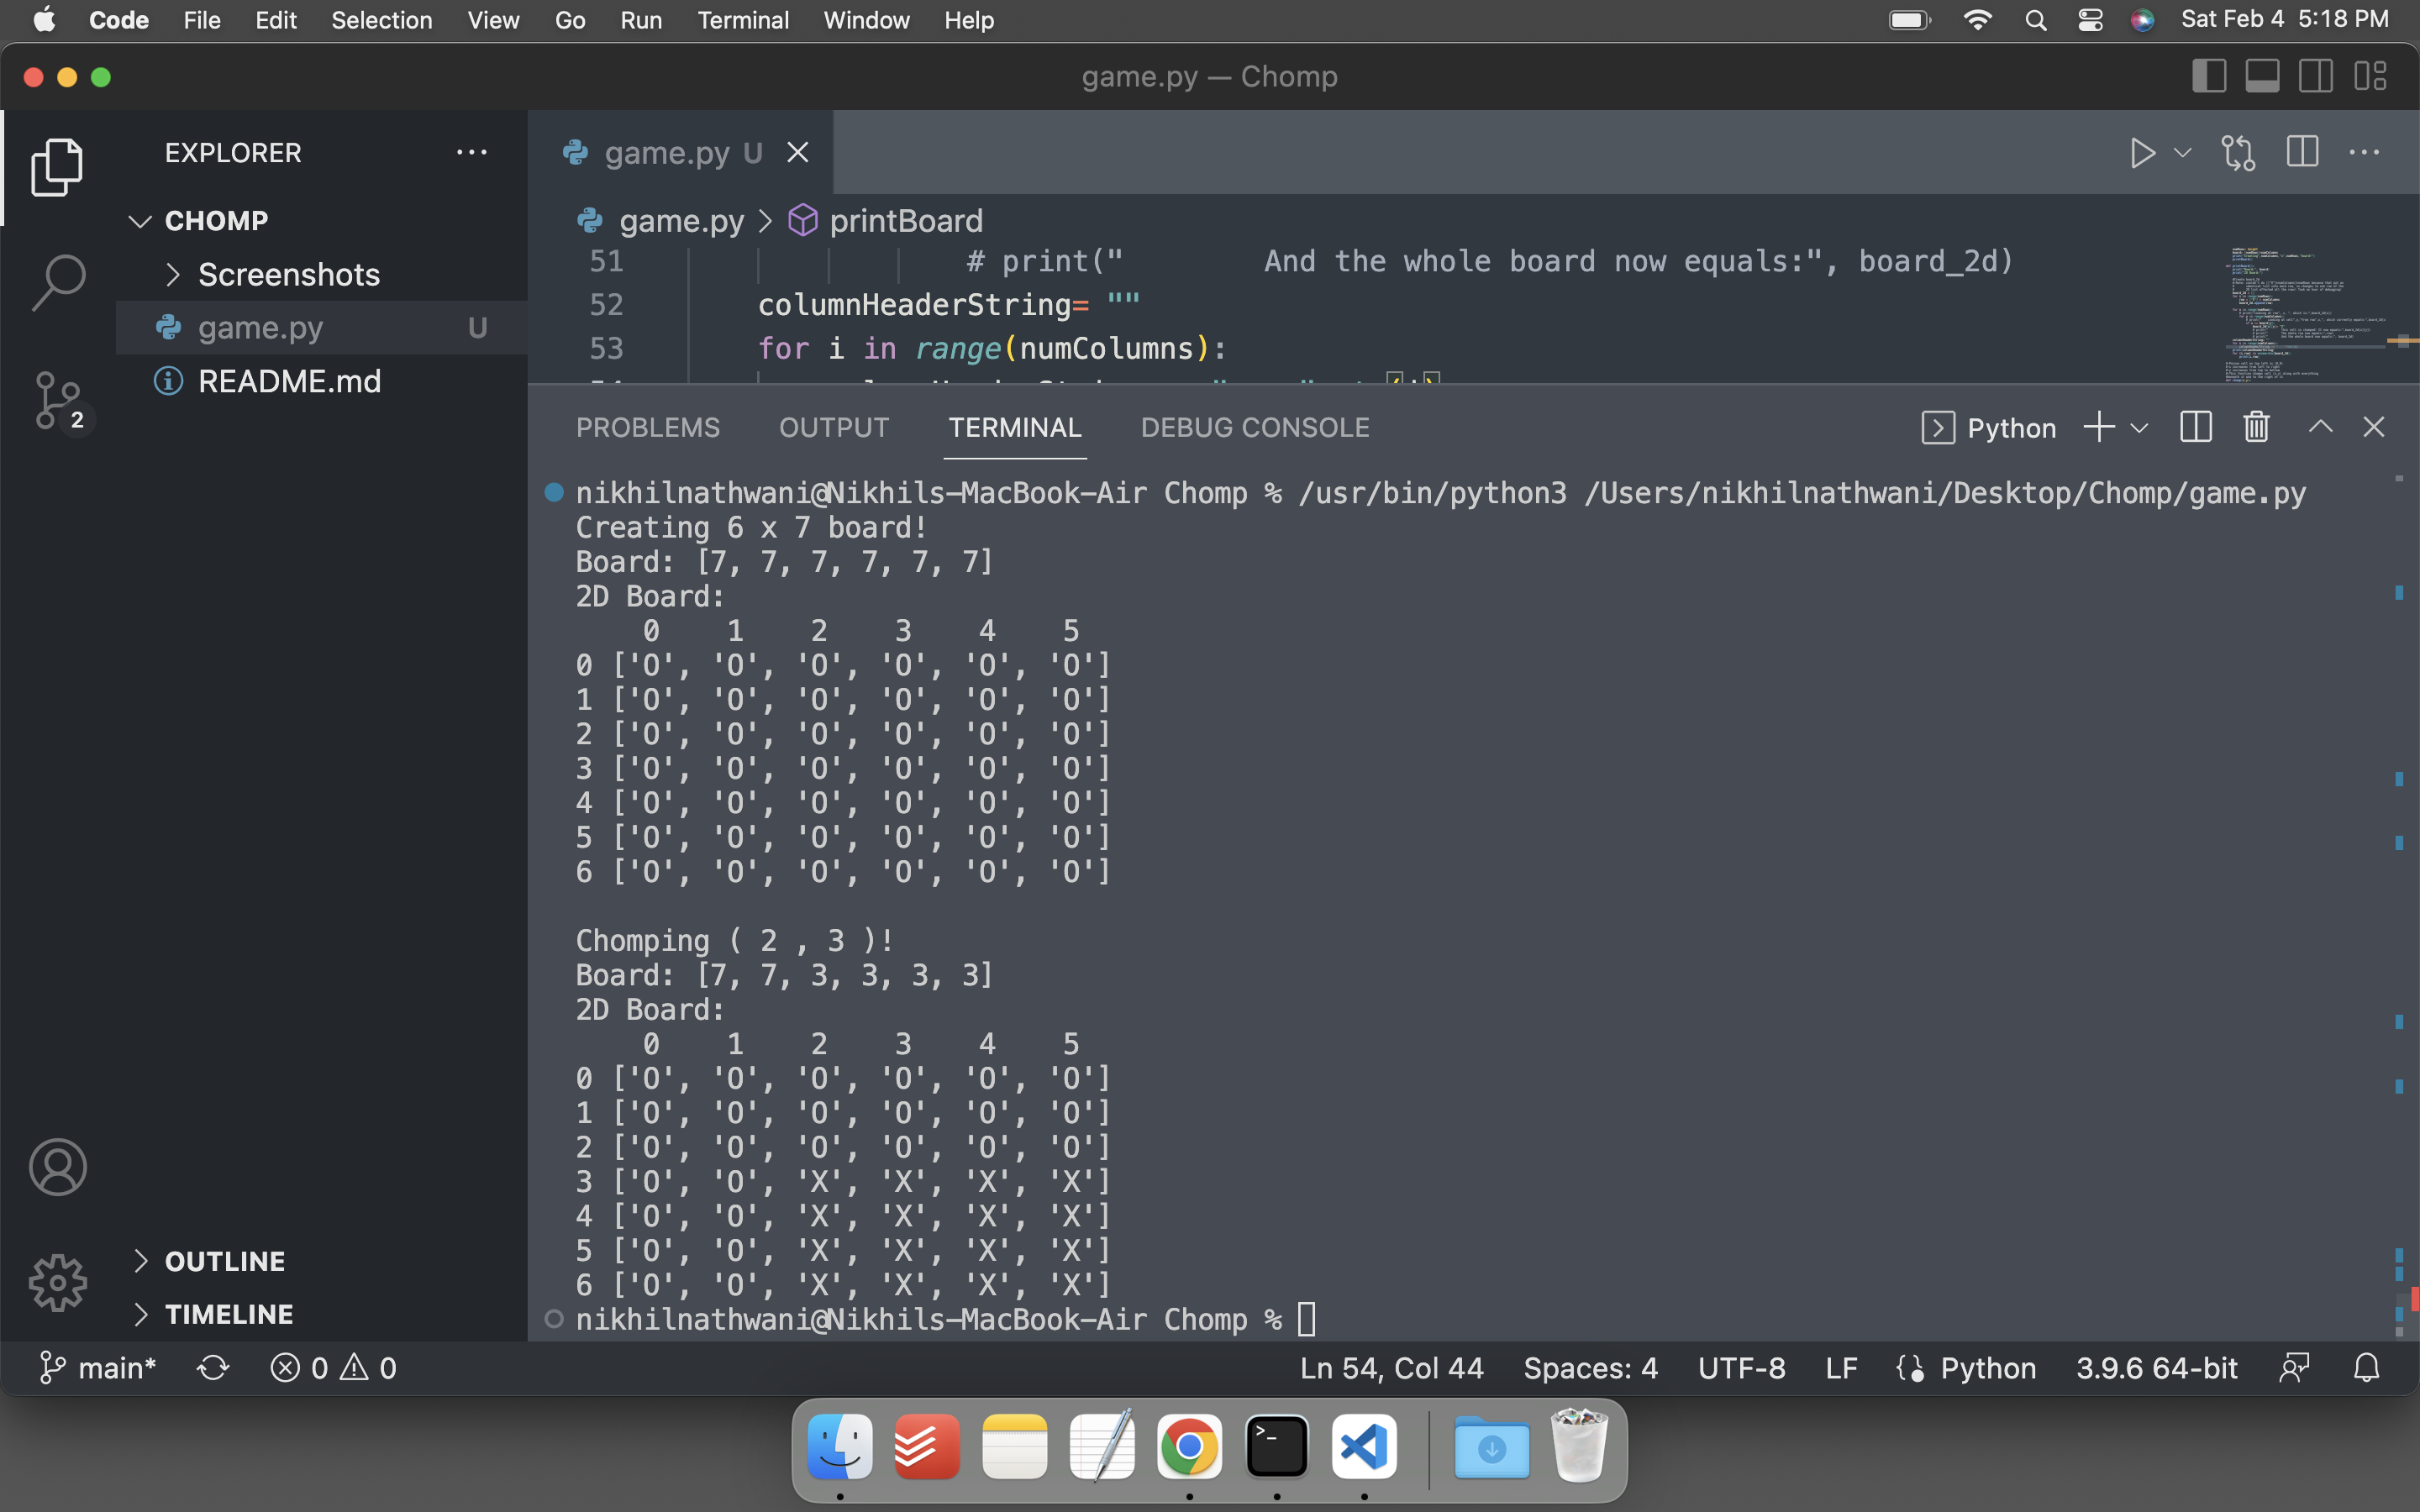 Code File Edit Selection View Go Run Terminal Window Help Sat Feb 4 5:18 PM
game.py — Chomp
EXPLORER
CHOMP
Screenshots
game.py U
README.md
2
OUTLINE
TIMELINE
game.py U
game.py > printBoard
51 # print(" And the whole board now equals:", board_2d)
52 columnHeaderString= ""
53 for i in range(numColumns):
PROBLEMS OUTPUT TERMINAL DEBUG CONSOLE Python
nikhilnathwani@Nikhils-MacBook-Air Chomp % /usr/bin/python3 /Users/nikhilnathwani/Desktop/Chomp/game.py
Creating 6 x 7 board!
Board: [7, 7, 7, 7, 7, 7]
2D Board:
0 1 2 3 4 5
0 ['O', 'O', 'O', 'O', 'O', 'O']
1 ['O', 'O', 'O', 'O', 'O', 'O']
2 ['O', 'O', 'O', 'O', 'O', 'O']
3 ['O', 'O', 'O', 'O', 'O', 'O']
4 ['O', 'O', 'O', 'O', 'O', 'O']
5 ['O', 'O', 'O', 'O', 'O', 'O']
6 ['O', 'O', 'O', 'O', 'O', 'O']
Chomping ( 2 , 3 )!
Board: [7, 7, 3, 3, 3, 3]
2D Board:
0 1 2 3 4 5
0 ['O', 'O', 'O', 'O', 'O', 'O']
1 ['O', 'O', 'O', 'O', 'O', 'O']
2 ['O', 'O', 'O', 'O', 'O', 'O']
3 ['O', 'O', 'X', 'X', 'X', 'X']
4 ['O', 'O', 'X', 'X', 'X', 'X']
5 ['O', 'O', 'X', 'X', 'X', 'X']
6 ['O', 'O', 'X', 'X', 'X', 'X']
nikhilnathwani@Nikhils-MacBook-Air Chomp %
main* 0 0 Ln 54, Col 44 Spaces: 4 UTF-8 LF Python 3.9.6 64-bit